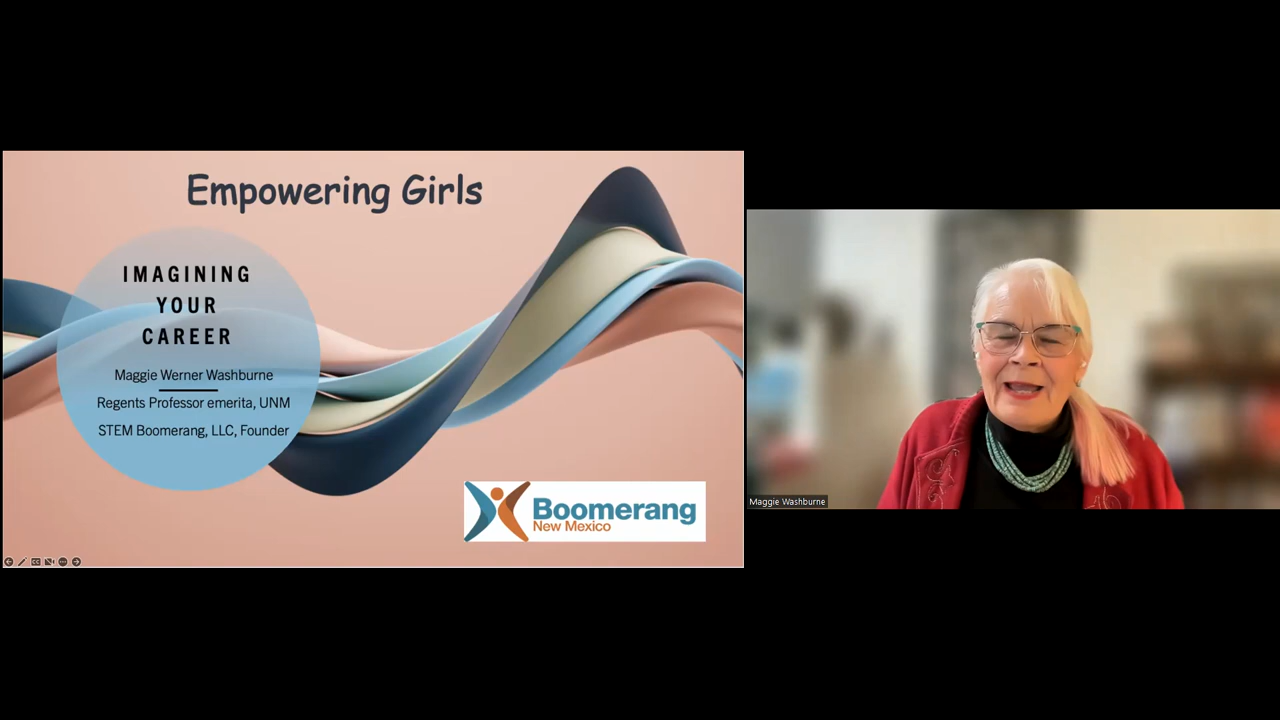 Empowering Girls
IMAGINING
YOUR
CAREER
Maggie Werner Washburne
Regents Professor emerita, UNM
STEM Boomerang, LLC, Founder
Boomerang
New Mexico
Maggie Washburne